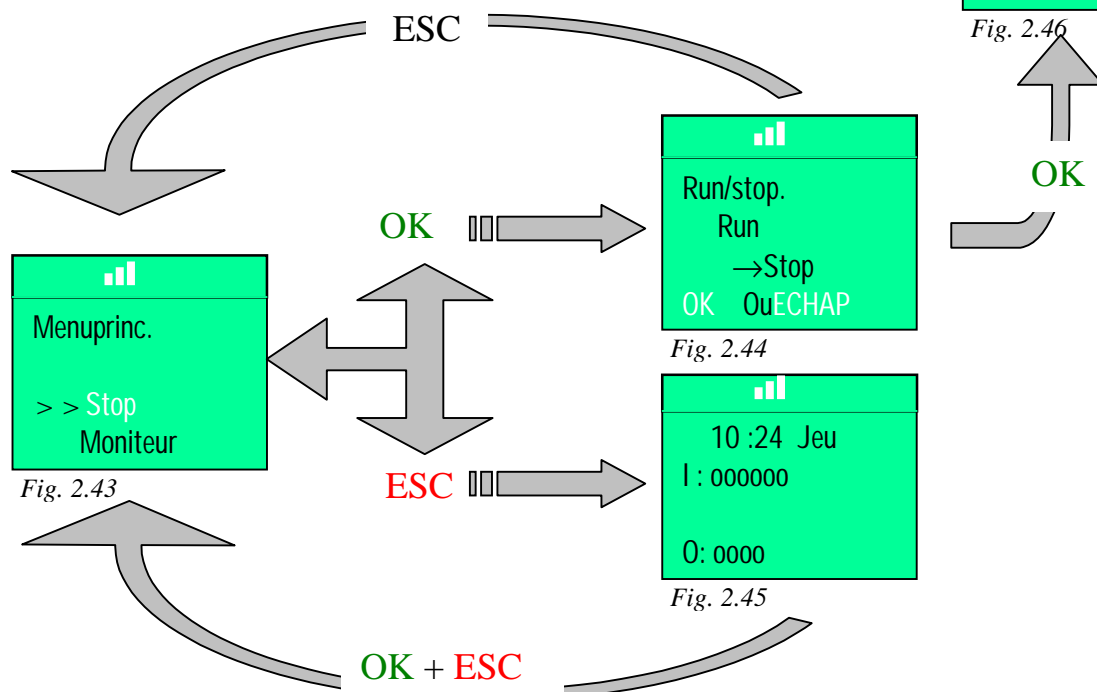 ESC
Fig. 2.46
OK
Run/stop.
Run
→Stop
OK OuECHAP
Fig. 2.44
OK
Menuprinc.
> > Stop
Moniteur
Fig. 2.43
ESC
10 :24 Jeu
I : 000000
O: 0000
Fig. 2.45
OK + ESC